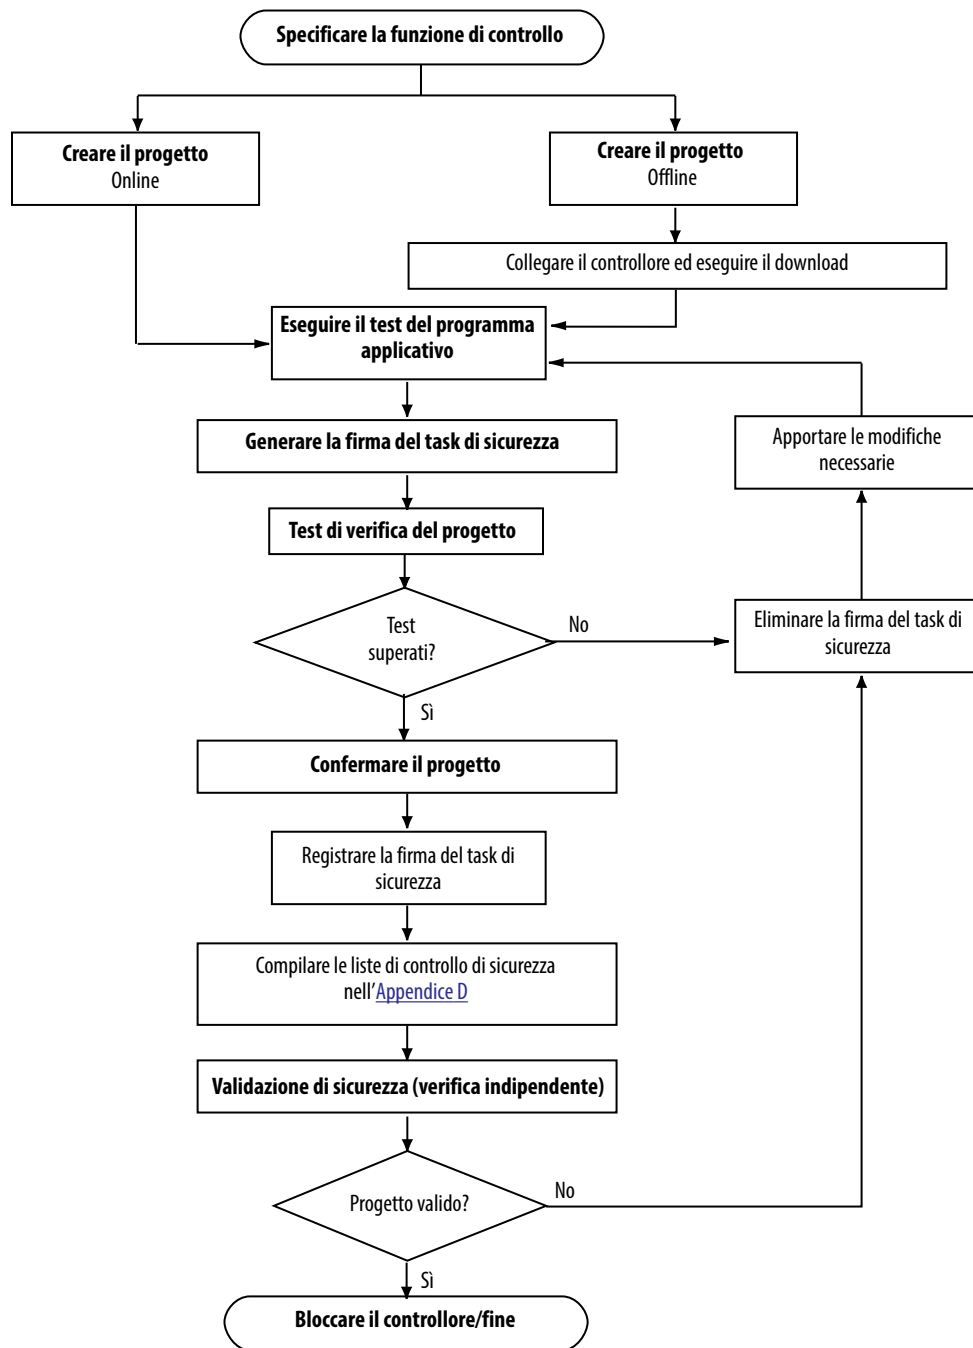 Specificare la funzione di controllo
Creare il progetto
Online
Creare il progetto
Offline
Collegare il controllore ed eseguire il download
Eseguire il test del programma
applicativo
Generare la firma del task di sicurezza
Apportare le modifiche
necessarie
Test di verifica del progetto
Test
superati?
No
Eliminare la firma del task di
sicurezza
Sì
Confermare il progetto
Registrare la firma del task di
sicurezza
Compilare le liste di controllo di sicurezza
nell’Appendice D
Validazione di sicurezza (verifica indipendente)
Progetto valido?
No
Sì
Bloccare il controllore/fine